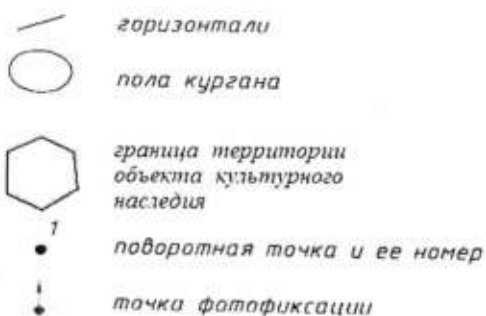 горизонтали
пола кургана
граница территории
объекта культурного
наследия
1
поворотная точка и ее номер
точка фотофиксации